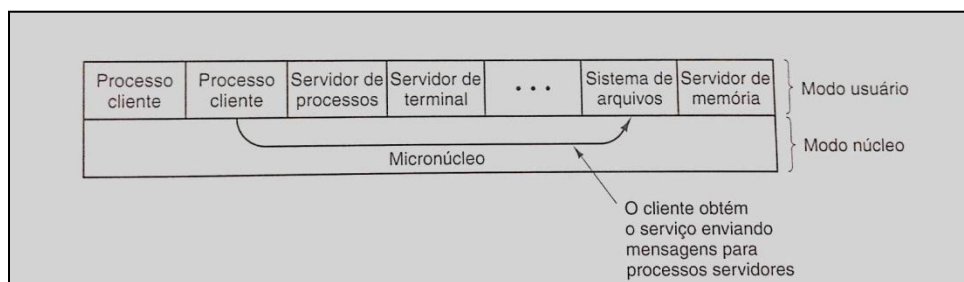 Processo cliente
Processo cliente
Servidor de processos
Servidor de terminal
• • •
Sistema de arquivos
Servidor de memória
Modo usuário
Micronúcleo
Modo núcleo
O cliente obtém
o serviço enviando
mensagens para
processos servidores